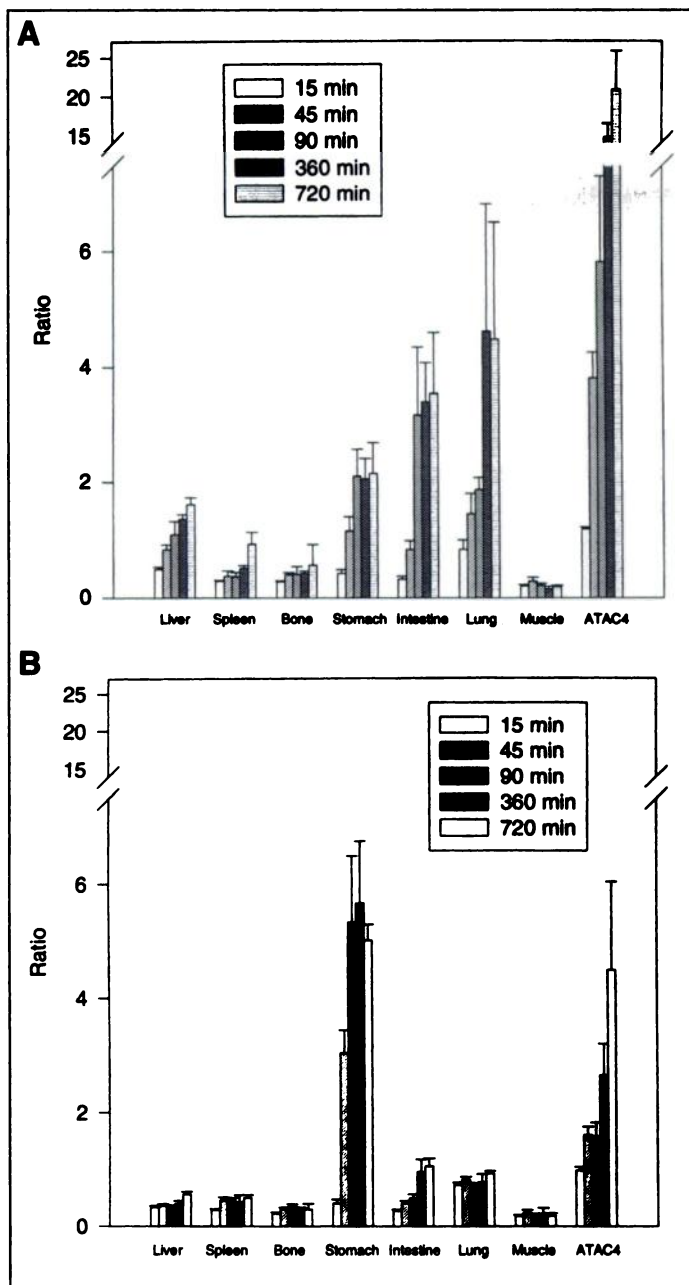 A
25
20
15
6
4
2
0
Ratio
15 min
45 min
90 min
360 min
720 min
Liver Spleen Bone Stomach Intestine Lung Muscle ATAC4
B
25
20
15
6
4
2
0
Ratio
15 min
45 min
90 min
360 min
720 min
Liver Spleen Bone Stomach Intestine Lung Muscle ATAC4